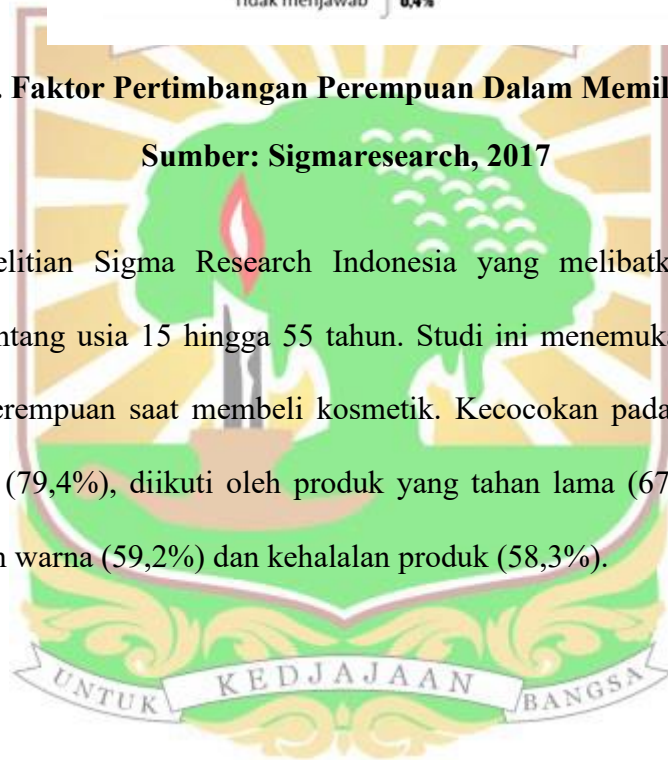 Tidak menjawab 0,4%
. Faktor Pertimbangan Perempuan Dalam Memil
Sumber: Sigmaresearch, 2017
elitian Sigma Research Indonesia yang melibatk
ntang usia 15 hingga 55 tahun. Studi ini menemuka
erempuan saat membeli kosmetik. Kecocokan pada
(79,4%), diikuti oleh produk yang tahan lama (67
n warna (59,2%) dan kehalalan produk (58,3%).
UNTUK KEDJAJAAN BANGSA